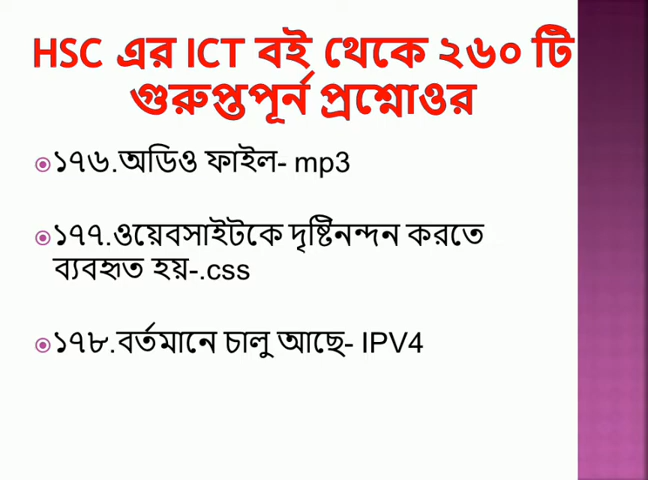 HSC এর ICT বই থেকে ২৬০ টি
গুরুপ্তপূর্ন প্রশ্নোওর
১৭৬.অডিও ফাইল- mp3
১৭৭.ওয়েবসাইটকে দৃষ্টিনন্দন করতে
ব্যবহৃত হয়-.css
১৭৮.বর্তমানে চালু আছে- IPV4